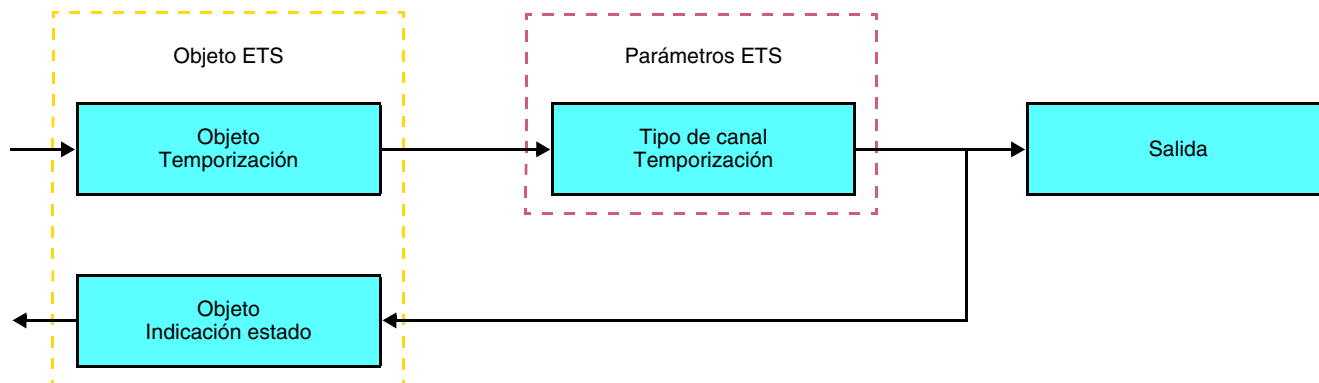 Objeto ETS
Parámetros ETS
Objeto
Temporización
Tipo de canal
Temporización
Salida
Objeto
Indicación estado